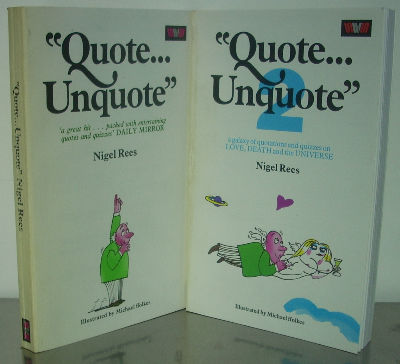 "Quote... Unquote" Nigel Rees
"Quote...
Unquote"
'a great hit . . . packed with entertaining
quotes and quizzes' DAILY MIRROR
Nigel Rees
Illustrated by Michael ffolkes
"Quote...
Unquote"
2
a galaxy of quotations and quizzes on
LOVE, DEATH and the UNIVERSE
Nigel Rees
Illustrated by Michael ffolkes